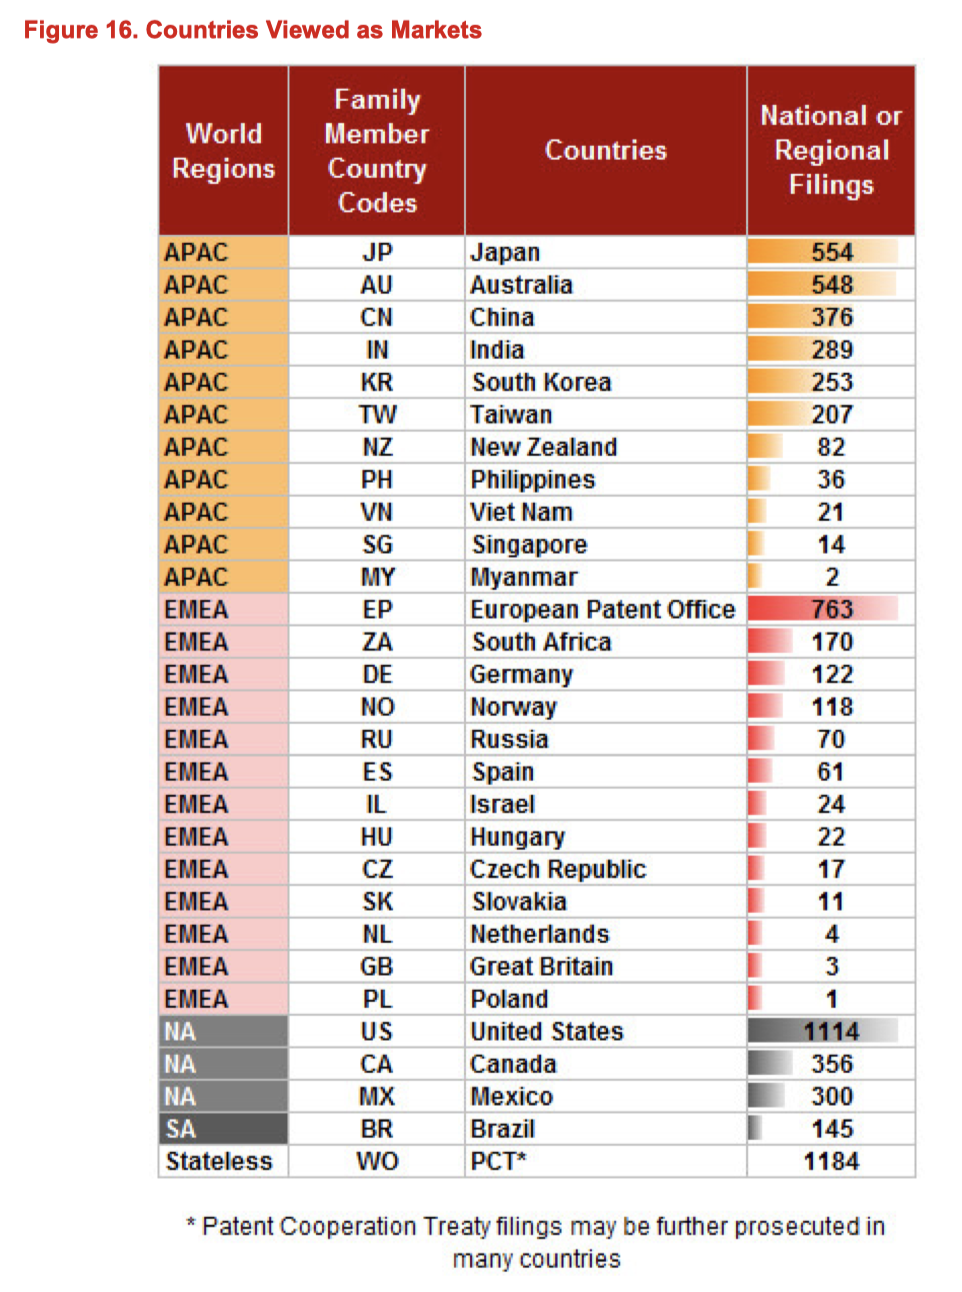 Figure 16. Countries Viewed as Markets
World Regions Family Member Country Codes Countries National or Regional Filings
APAC JP Japan 554
APAC AU Australia 548
APAC CN China 376
APAC IN India 289
APAC KR South Korea 253
APAC TW Taiwan 207
APAC NZ New Zealand 82
APAC PH Philippines 36
APAC VN Viet Nam 21
APAC SG Singapore 14
APAC MY Myanmar 2
EMEA EP European Patent Office 763
EMEA ZA South Africa 170
EMEA DE Germany 122
EMEA NO Norway 118
EMEA RU Russia 70
EMEA ES Spain 61
EMEA IL Israel 24
EMEA HU Hungary 22
EMEA CZ Czech Republic 17
EMEA SK Slovakia 11
EMEA NL Netherlands 4
EMEA GB Great Britain 3
EMEA PL Poland 1
NA US United States 1114
NA CA Canada 356
NA MX Mexico 300
SA BR Brazil 145
Stateless WO PCT* 1184
* Patent Cooperation Treaty filings may be further prosecuted in
many countries